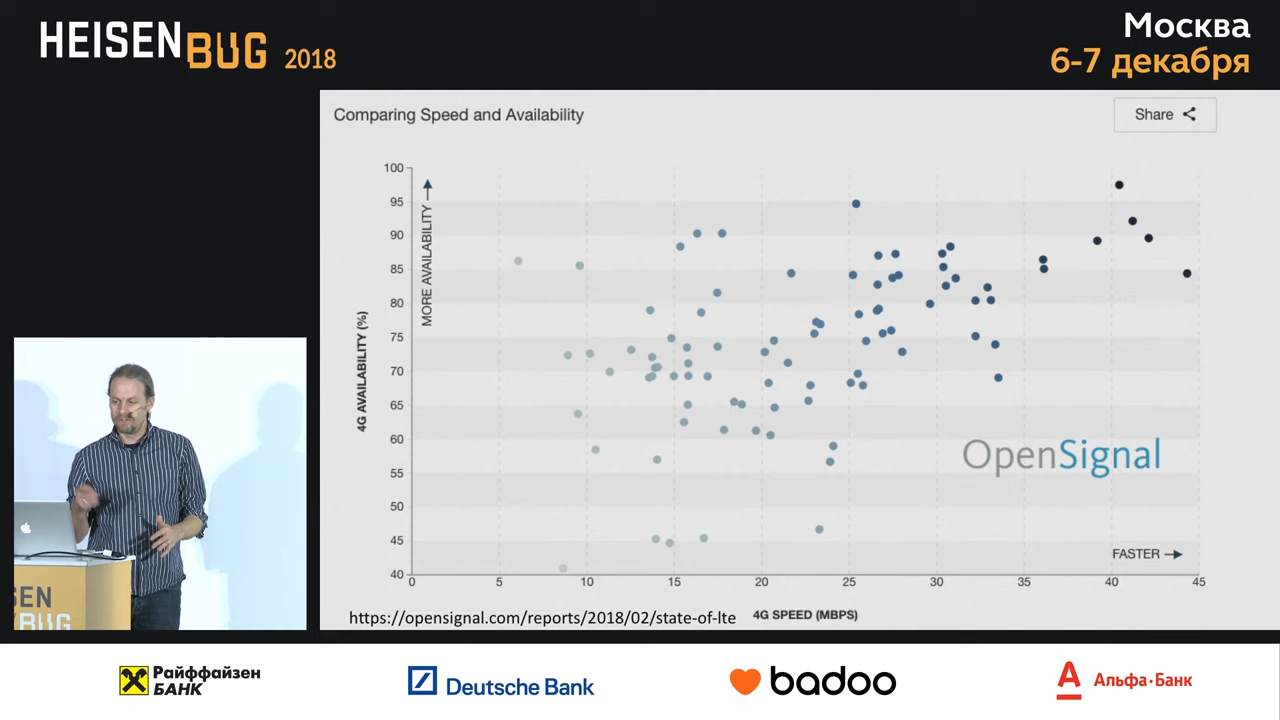 HEISENBUG 2018
Москва
6-7 декабря
Comparing Speed and Availability
Share
100
95
90
85
80
75
70
65
60
55
50
45
40
4G AVAILABILITY (%)
MORE AVAILABILITY
OpenSignal
FASTER
0
5
10
15
20
25
30
35
40
45
4G SPEED (MBPS)
https://opensignal.com/reports/2018/02/state-of-lte
SEN
BUG
Райффайзен
БАНК
Deutsche Bank
badoo
Альфа·Банк